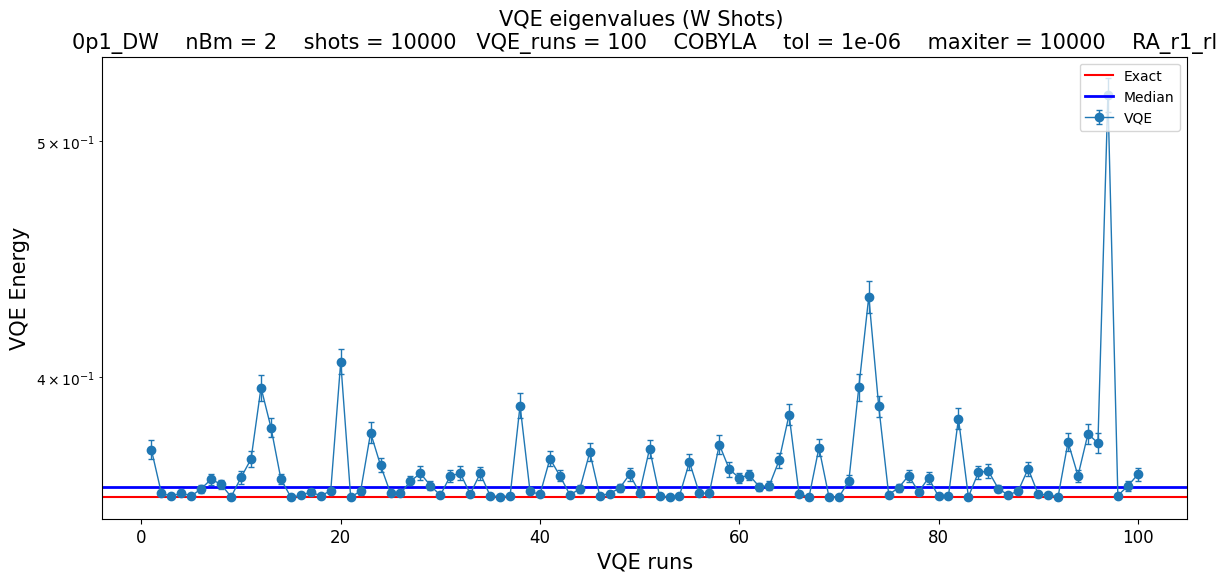 VQE eigenvalues (W Shots)
0p1_DW nBm = 2 shots = 10000 VQE_runs = 100 COBYLA tol = 1e-06 maxiter = 10000 RA_r1_rl
Exact
Median
VQE
5 × 10⁻¹
4 × 10⁻¹
VQE Energy
0 20 40 60 80 100
VQE runs